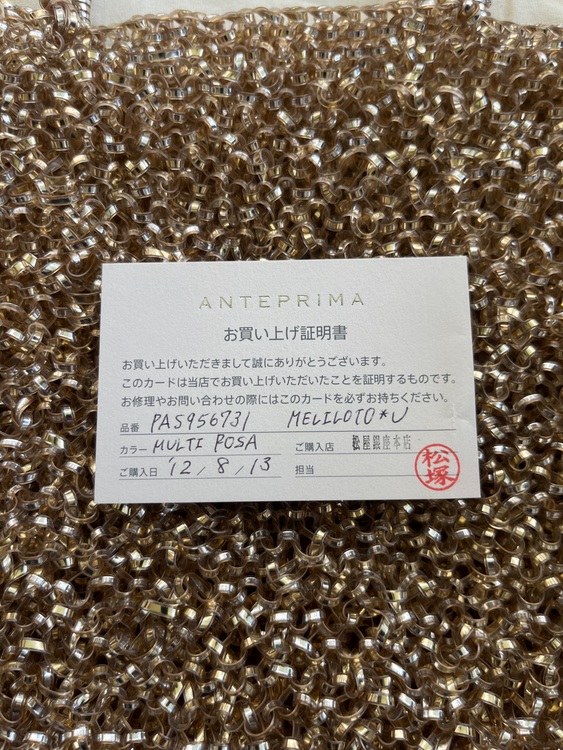 ANTEPRIMA
お買い上げ証明書
お買い上げいただきまして誠にありがとうございます。
このカードは当店でお買い上げいただいたことを証明するものです。
お修理やお問い合わせの際にはこのカードを必ずお持ちください。
品番 PAS956731 MELILOTO*U
カラー MULTI ROSA ご購入店 松屋銀座本店
ご購入日 '12/8/13 担当 松塚